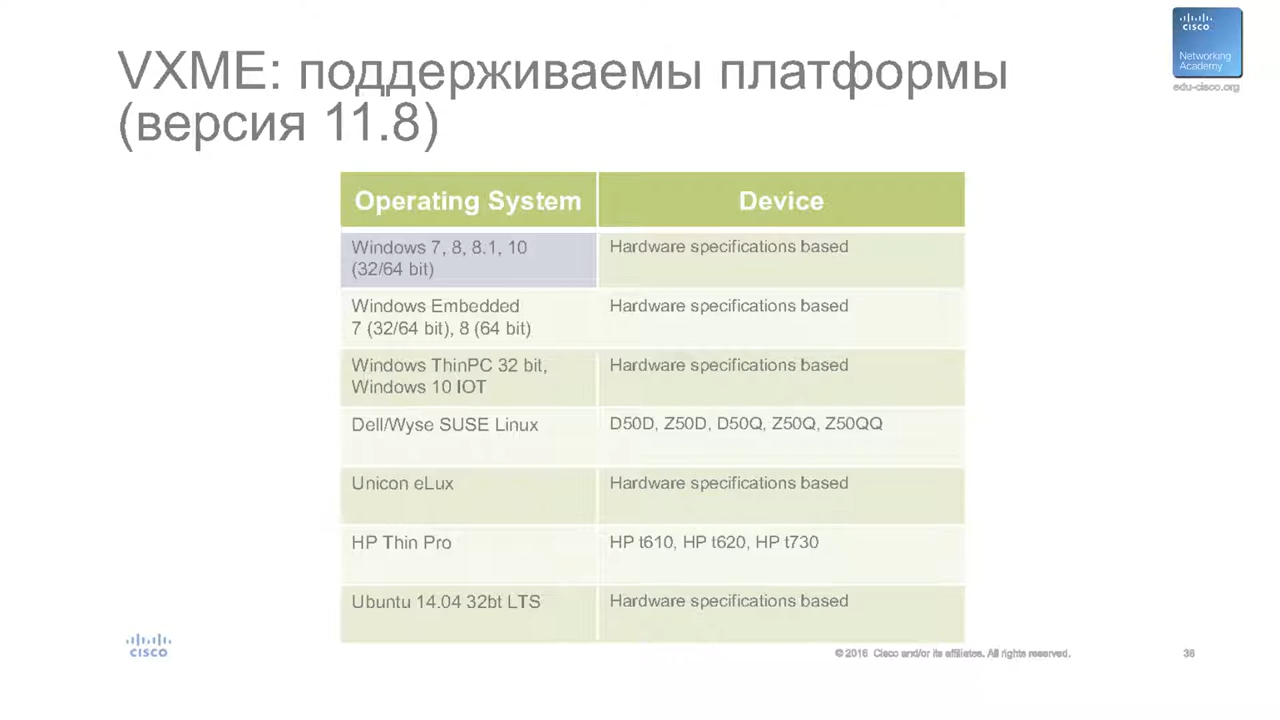 CISCO
Networking
Academy
edu-cisco.org
VXME: поддерживаемы платформы
(версия 11.8)
Operating System
Device
Windows 7, 8, 8.1, 10
(32/64 bit)
Hardware specifications based
Windows Embedded
7 (32/64 bit), 8 (64 bit)
Hardware specifications based
Windows ThinPC 32 bit,
Windows 10 IOT
Hardware specifications based
Dell/Wyse SUSE Linux
D50D, Z50D, D50Q, Z50Q, Z50QQ
Unicon eLux
Hardware specifications based
HP Thin Pro
HP t610, HP t620, HP t730
Ubuntu 14.04 32bt LTS
Hardware specifications based
CISCO
© 2016 Cisco and/or its affiliates. All rights reserved.
36